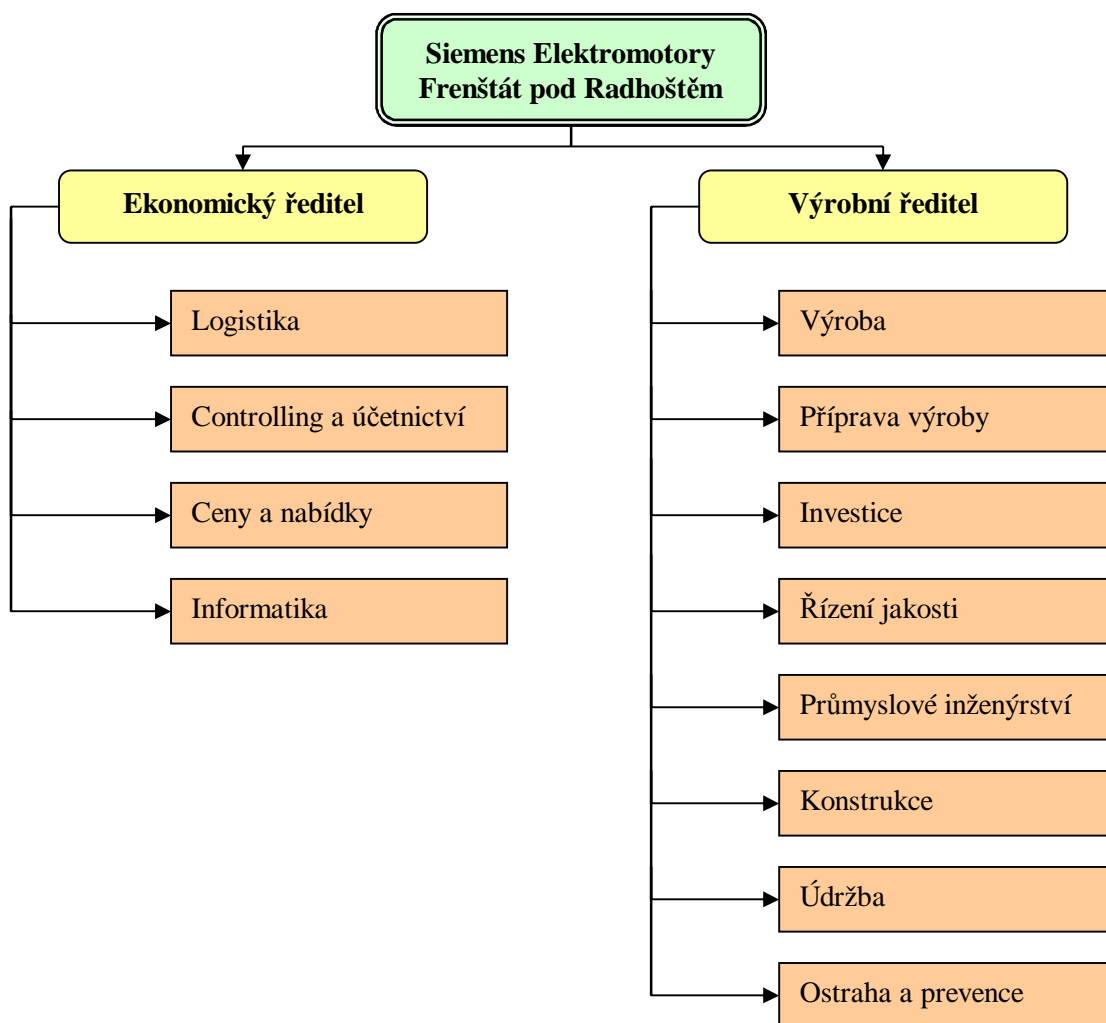 Siemens Elektromotory
Frenštát pod Radhoštěm
Ekonomický ředitel
Logistika
Controlling a účetnictví
Ceny a nabídky
Informatika
Výrobní ředitel
Výroba
Příprava výroby
Investice
Řízení jakosti
Průmyslové inženýrství
Konstrukce
Údržba
Ostraha a prevence